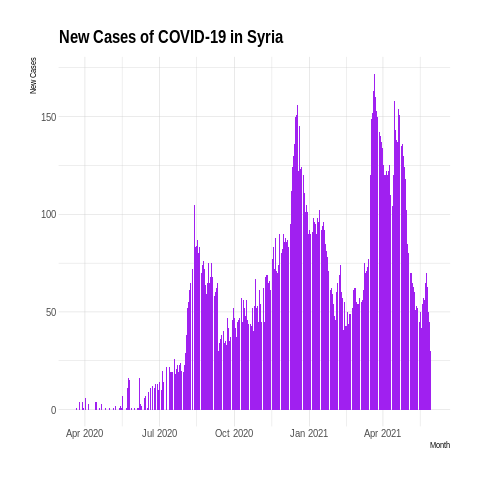 New Cases of COVID-19 in Syria
New Cases
150
100
50
0
Apr 2020 Jul 2020 Oct 2020 Jan 2021 Apr 2021
Month